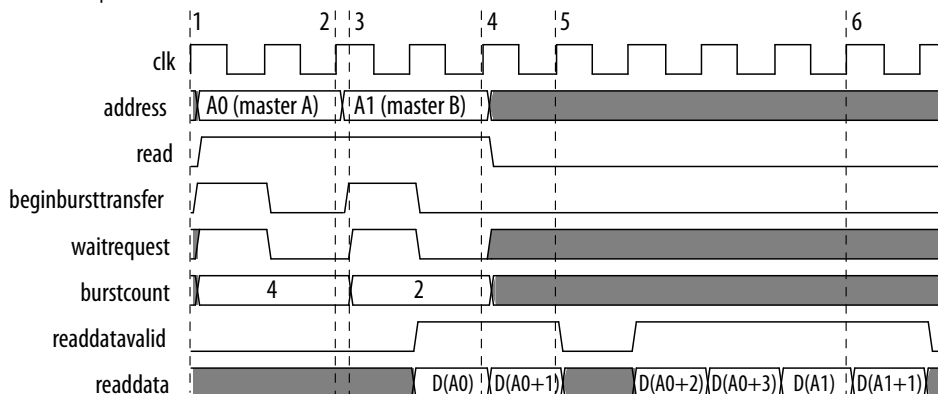 1 2 3 4 5 6
clk
address A0 (master A) A1 (master B)
read
beginbursttransfer
waitrequest
burstcount 4 2
readdatavalid
readdata D(A0) D(A0+1) D(A0+2) D(A0+3) D(A1) D(A1+1)